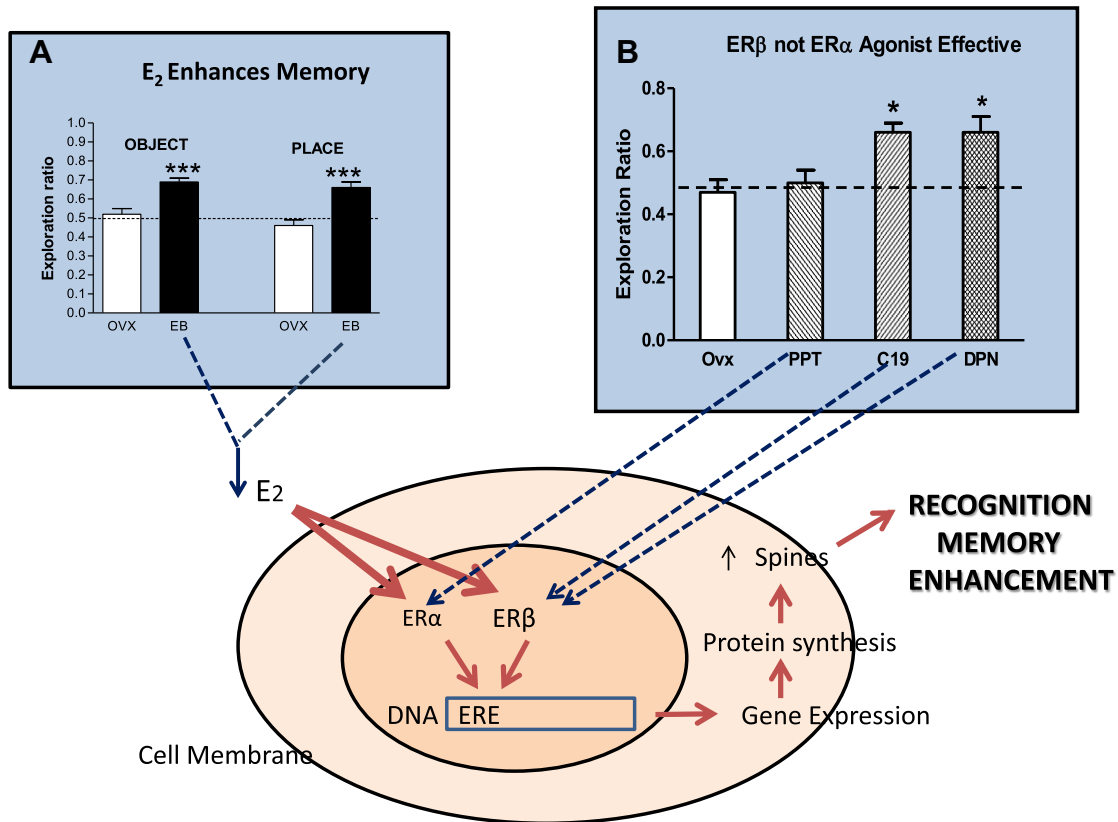 A
E2 Enhances Memory
OBJECT
PLACE
***
***
Exploration ratio
1.0
0.9
0.8
0.7
0.6
0.5
0.4
0.3
0.2
0.1
0.0
OVX
EB
OVX
EB
B
ERβ not ERα Agonist Effective
*
*
Exploration Ratio
0.8
0.6
0.4
0.2
0.0
Ovx
PPT
C19
DPN
E2
ERα
ERβ
DNA
ERE
Cell Membrane
Gene Expression
Protein synthesis
↑ Spines
RECOGNITION
MEMORY
ENHANCEMENT